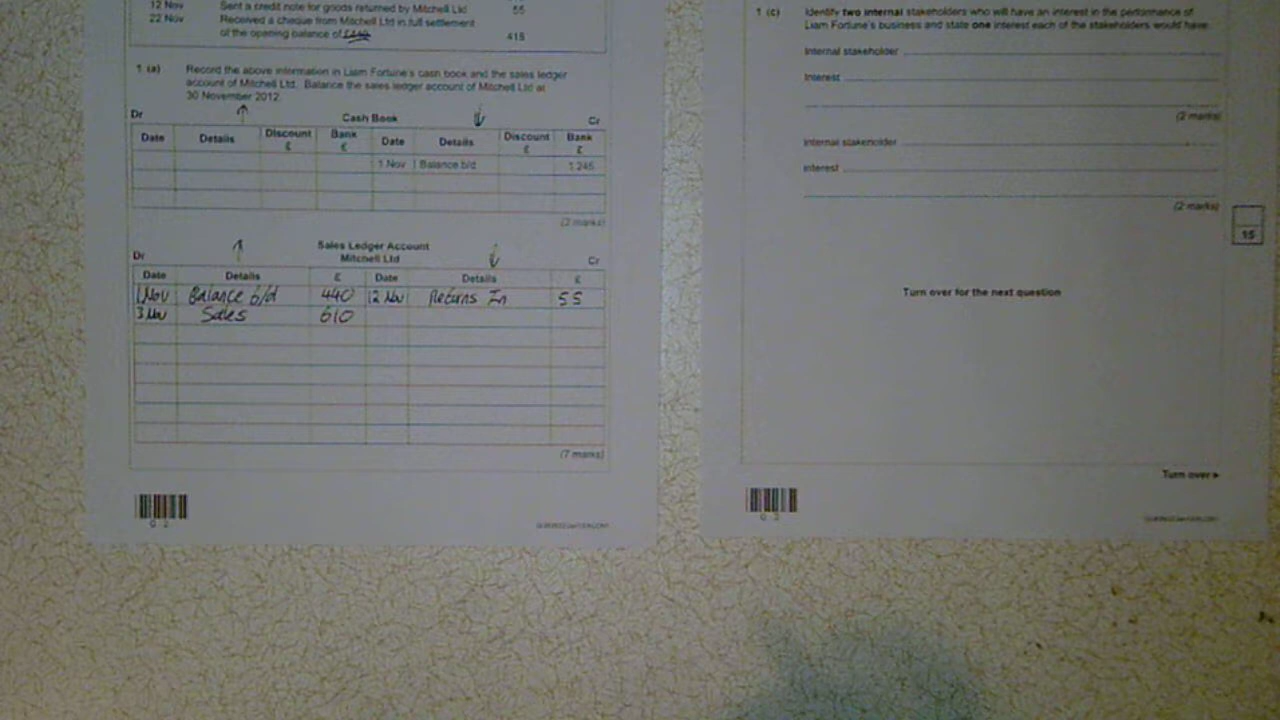 12 Nov Sent a credit note for goods returned by Mitchell Ltd 55
22 Nov Received a cheque from Mitchell Ltd in full settlement
of the opening balance of 415
1 (a) Record the above information in Liam Fortune's cash book and the sales ledger
account of Mitchell Ltd. Balance the sales ledger account of Mitchell Ltd at
30 November 2012.
Dr Cash Book Cr
Date Details Discount £ Bank £ Date Details Discount £ Bank £
1 Nov Balance b/d 1 245
(2 marks)
Sales Ledger Account
Dr Mitchell Ltd Cr
Date Details £ Date Details £
1 Nov Balance b/d 440 12 Nov Returns In 55
3 Nov Sales 610
(7 marks)
0 2
1 (c) Identify two internal stakeholders who will have an interest in the performance of
Liam Fortune's business and state one interest each of the stakeholders would have.
Internal stakeholder
Interest
(2 marks)
Internal stakeholder
Interest
(2 marks)
15
Turn over for the next question
Turn over
0 3